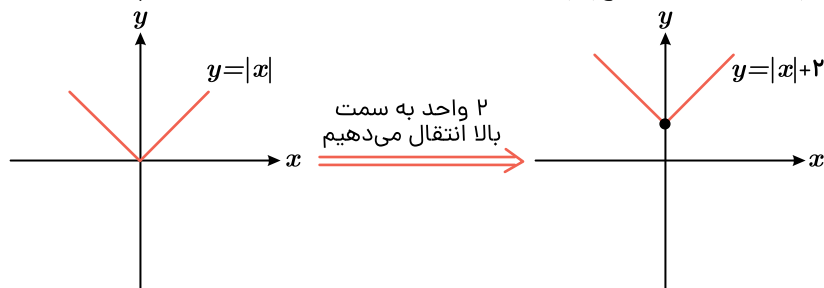 y
y=|x|
x
۲ واحد به سمت
بالا انتقال می‌دهیم
y
y=|x|+۲
x